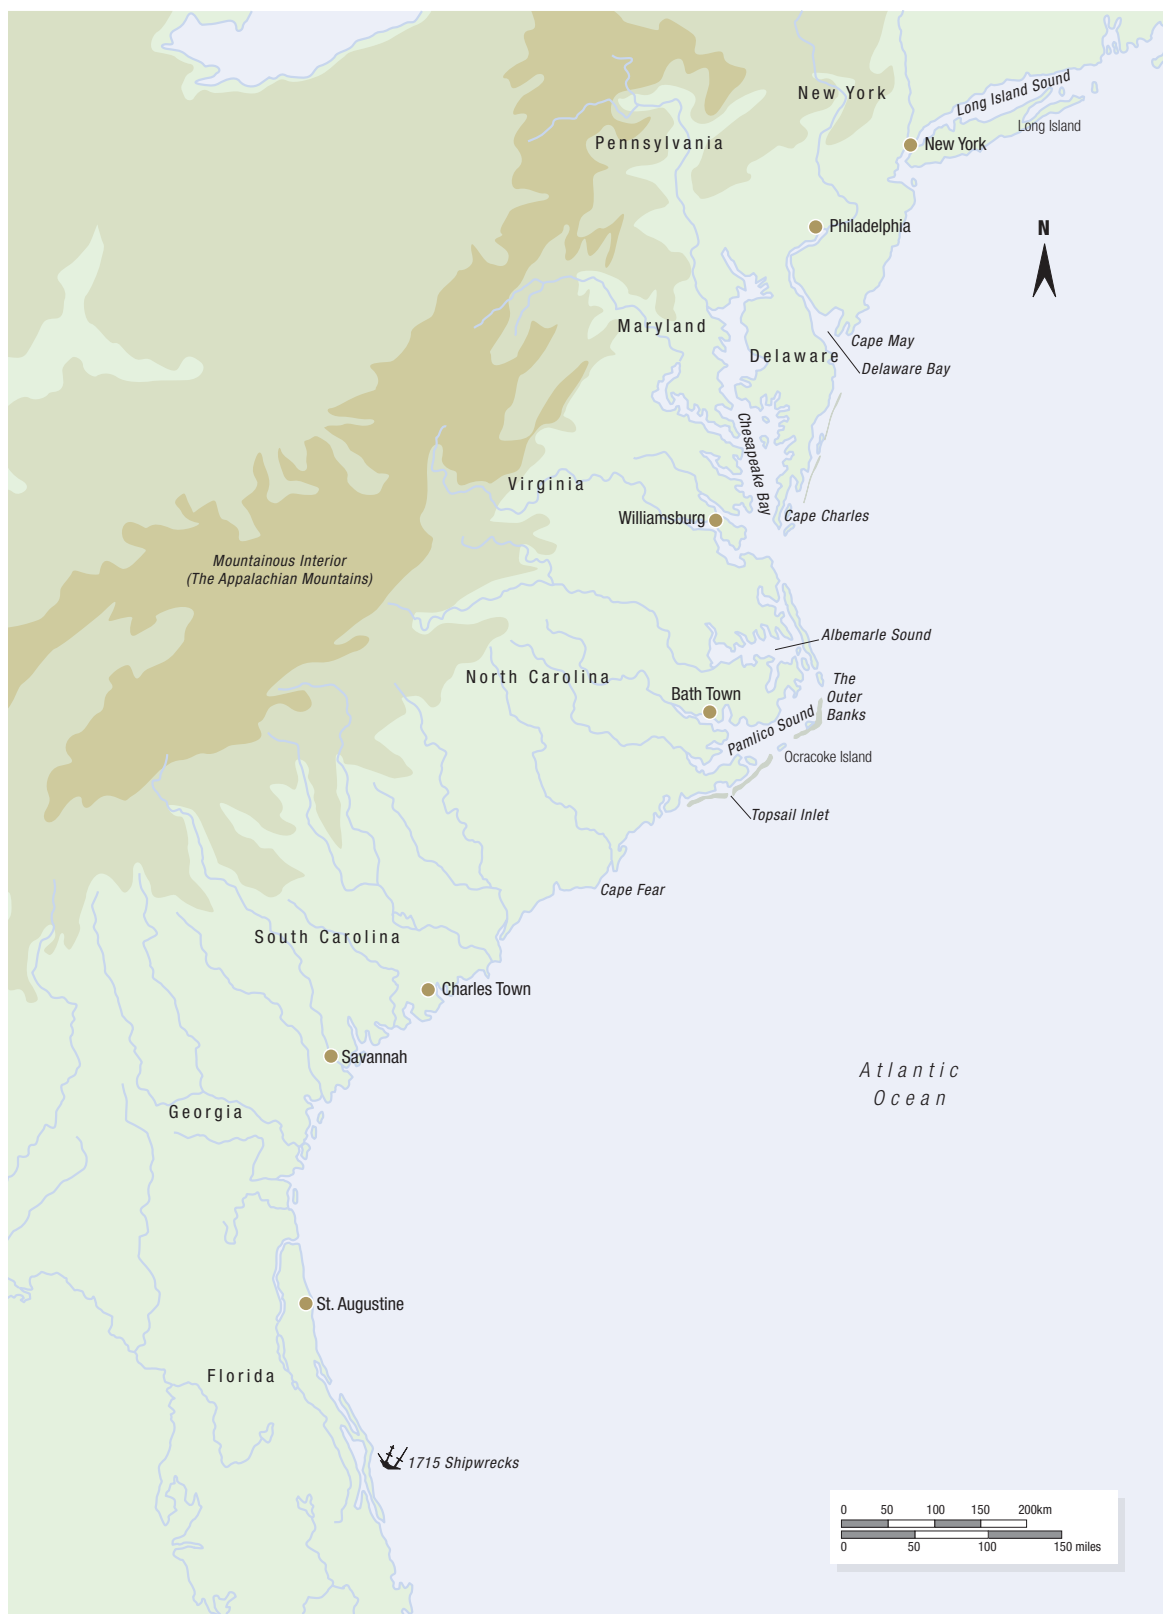 New York
Long Island Sound
Long Island
Pennsylvania
New York
Philadelphia
N
Maryland
Cape May
Delaware
Delaware Bay
Chesapeake Bay
Virginia
Williamsburg
Cape Charles
Mountainous Interior
(The Appalachian Mountains)
Albemarle Sound
North Carolina
The
Outer
Banks
Bath Town
Pamlico Sound
Ocracoke Island
Topsail Inlet
Cape Fear
South Carolina
Charles Town
Savannah
Atlantic
Ocean
Georgia
St. Augustine
Florida
1715 Shipwrecks
0 50 100 150 200km
0 50 100 150 miles